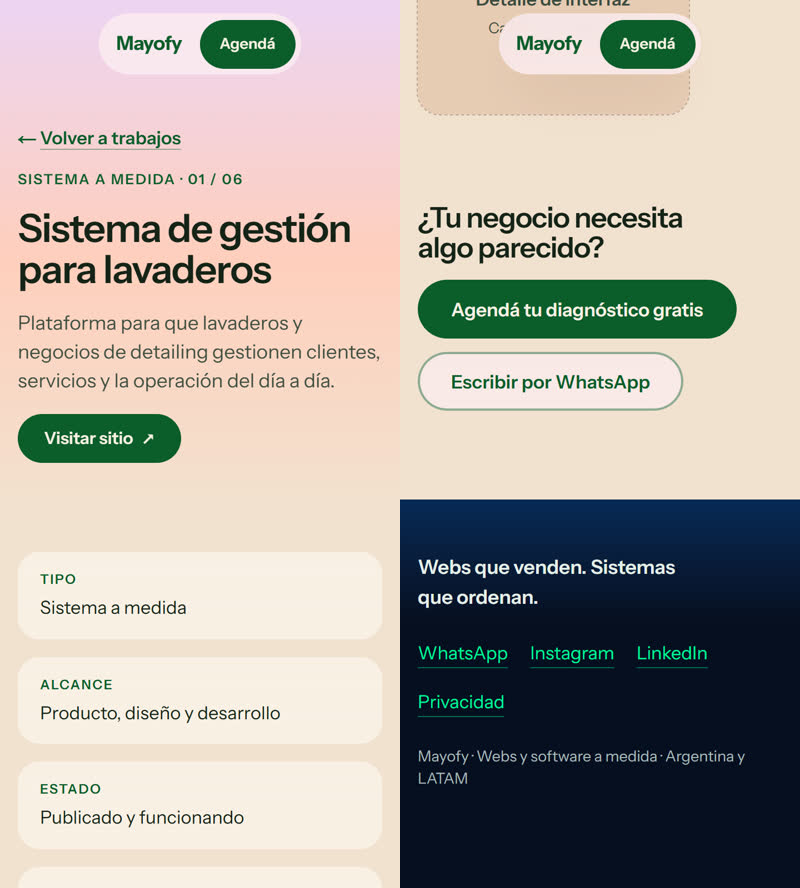 Mayofy Agendá
← Volver a trabajos
SISTEMA A MEDIDA · 01 / 06
Sistema de gestión
para lavaderos
Plataforma para que lavaderos y
negocios de detailing gestionen clientes,
servicios y la operación del día a día.
Visitar sitio ↗
TIPO
Sistema a medida
ALCANCE
Producto, diseño y desarrollo
ESTADO
Publicado y funcionando
Detalle de interfaz
Mayofy Agendá
¿Tu negocio necesita
algo parecido?
Agendá tu diagnóstico gratis
Escribir por WhatsApp
Webs que venden. Sistemas
que ordenan.
WhatsApp Instagram LinkedIn
Privacidad
Mayofy · Webs y software a medida · Argentina y
LATAM